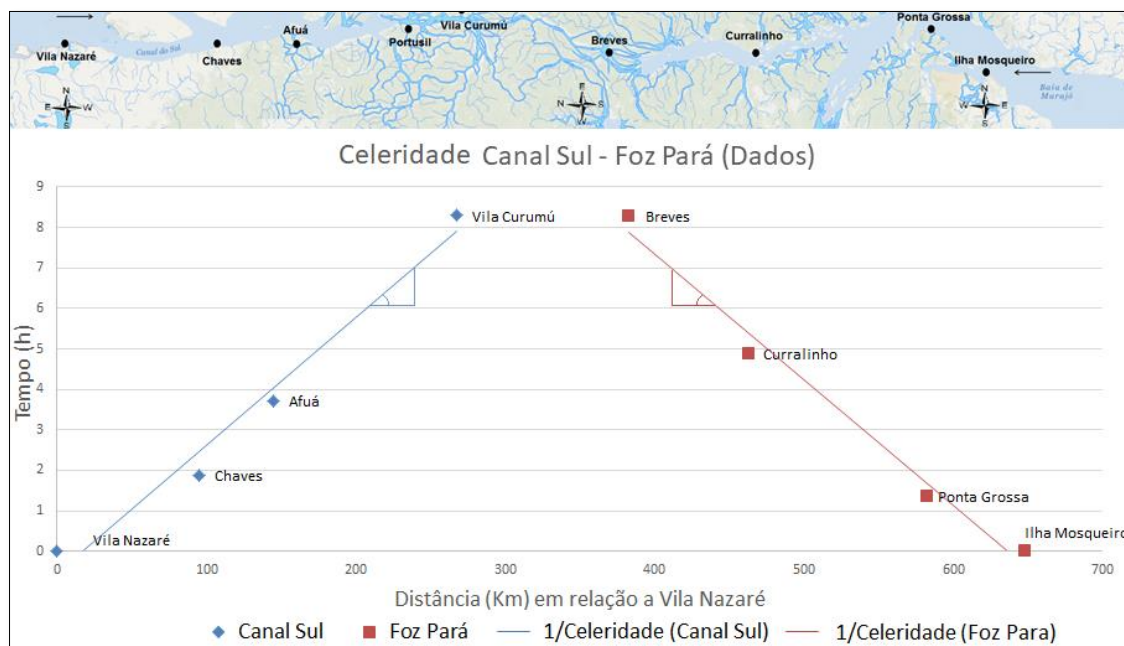 Vila Curumú
Ponta Grossa
Afuá
Portusil
Curralinho
Vila Nazaré
Canal do Sul
Chaves
Breves
Ilha Mosqueiro
Baía de
Marajó
N
E W
S
E
N S
W
N
W E
S
Celeridade Canal Sul - Foz Pará (Dados)
Tempo (h)
9
8
7
6
5
4
3
2
1
0
Vila Curumú
Breves
Curralinho
Afuá
Chaves
Ponta Grossa
Vila Nazaré
Ilha Mosqueiro
0 100 200 300 400 500 600 700
Distância (Km) em relação a Vila Nazaré
Canal Sul Foz Pará 1/Celeridade (Canal Sul) 1/Celeridade (Foz Para)